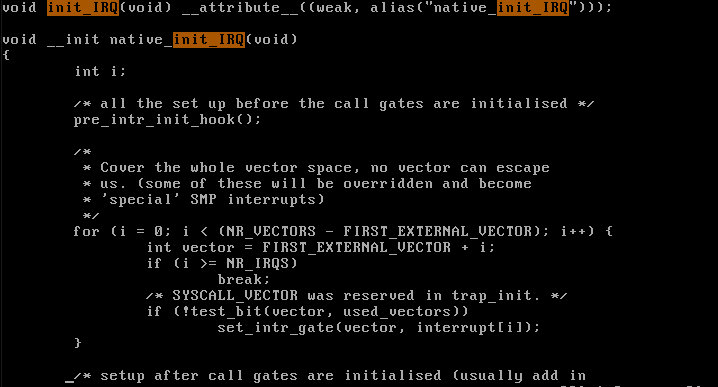 void init_IRQ(void) __attribute__((weak, alias("native_init_IRQ")));
void __init native_init_IRQ(void)
{
int i;
/* all the set up before the call gates are initialised */
pre_intr_init_hook();
/*
* Cover the whole vector space, no vector can escape
* us. (some of these will be overridden and become
* 'special' SMP interrupts)
*/
for (i = 0; i < (NR_VECTORS - FIRST_EXTERNAL_VECTOR); i++) {
int vector = FIRST_EXTERNAL_VECTOR + i;
if (i >= NR_IRQS)
break;
/* SYSCALL_VECTOR was reserved in trap_init. */
if (!test_bit(vector, used_vectors))
set_intr_gate(vector, interrupt[i]);
}
/* setup after call gates are initialised (usually add in